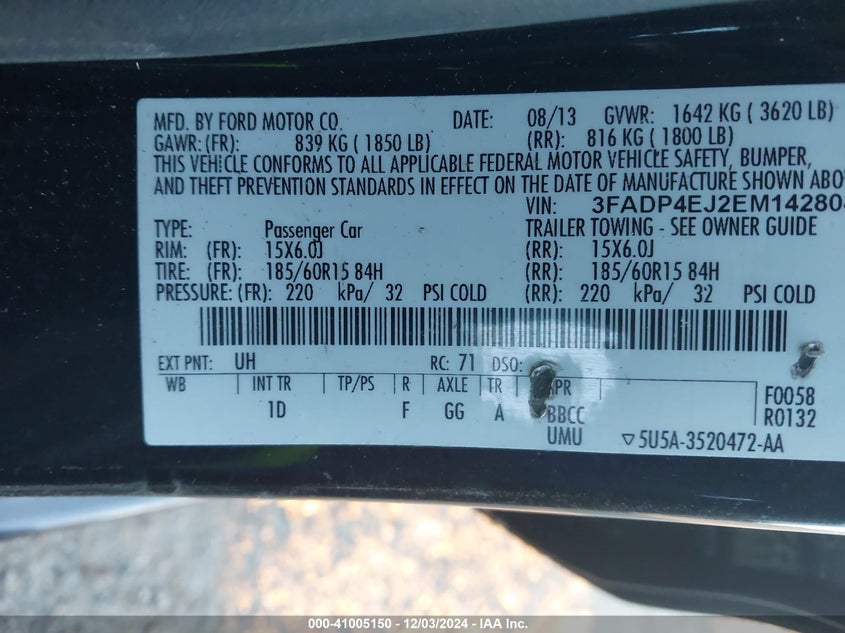 MFD. BY FORD MOTOR CO. DATE: 08/13 GVWR: 1642 KG ( 3620 LB)
GAWR: (FR): 839 KG ( 1850 LB) (RR): 816 KG ( 1800 LB)
THIS VEHICLE CONFORMS TO ALL APPLICABLE FEDERAL MOTOR VEHICLE SAFETY, BUMPER,
AND THEFT PREVENTION STANDARDS IN EFFECT ON THE DATE OF MANUFACTURE SHOWN ABO
VIN: 3FADP4EJ2EM14280
TYPE: Passenger Car TRAILER TOWING - SEE OWNER GUIDE
RIM: (FR): 15X6.0J (RR): 15X6.0J
TIRE: (FR): 185/60R15 84H (RR): 185/60R15 84H
PRESSURE: (FR): 220 kPa/ 32 PSI COLD (RR): 220 kPa/ 32 PSI COLD
EXT PNT: UH RC: 71 DSO:
WB INT TR TP/PS R AXLE TR PR F0058
1D F GG A BBCC R0132
UMU ▽5U5A-3520472-AA
000-41005150 - 12/03/2024 - IAA Inc.